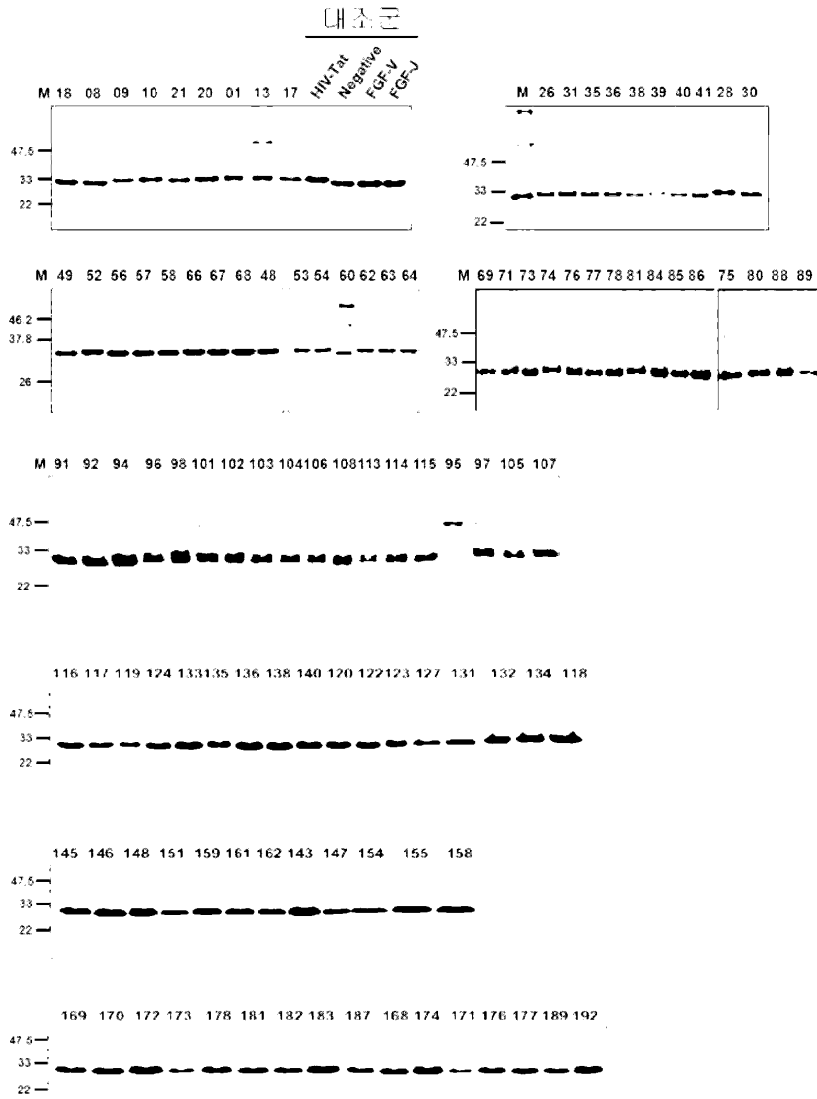 대조군
M 18 08 09 10 21 20 01 13 17 HIV-Tat Negative FGF-V FGF-J
47.5
33
22
M 26 31 35 36 38 39 40 41 28 30
47.5
33
22
M 49 52 56 57 58 66 67 68 48 53 54 60 62 63 64
46.2
37.8
26
M 69 71 73 74 76 77 78 81 84 85 86 75 80 88 89
47.5
33
22
M 91 92 94 96 98 101 102 103 104 106 108 113 114 115 95 97 105 107
47.5
33
22
116 117 119 124 133 135 136 138 140 120 122 123 127 131 132 134 118
47.5
33
22
145 146 148 151 159 161 162 143 147 154 155 158
47.5
33
22
169 170 172 173 178 181 182 183 187 168 174 171 176 177 189 192
47.5
33
22